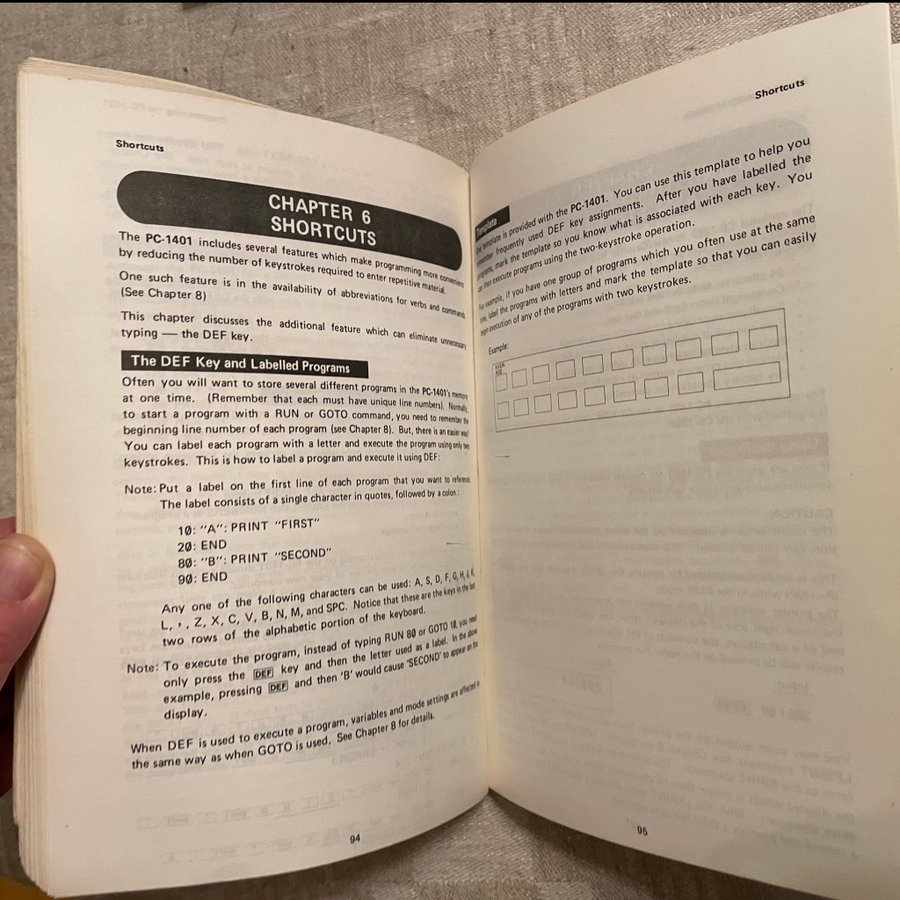 Shortcuts
CHAPTER 6
SHORTCUTS
The PC-1401 includes several features which make programming more convenient
by reducing the number of keystrokes required to enter repetitive material.
One such feature is in the availability of abbreviations for verbs and commands
(See Chapter 8)
This chapter discusses the additional feature which can eliminate unnecessary
typing — the DEF key.
The DEF Key and Labelled Programs
Often you will want to store several different programs in the PC-1401's memory
at one time. (Remember that each must have unique line numbers). Normally,
to start a program with a RUN or GOTO command, you need to remember the
beginning line number of each program (see Chapter 8). But, there is an easier way!
You can label each program with a letter and execute the program using only two
keystrokes. This is how to label a program and execute it using DEF:
Note: Put a label on the first line of each program that you want to reference.
The label consists of a single character in quotes, followed by a colon :
10: "A": PRINT "FIRST"
20: END
80: "B": PRINT "SECOND"
90: END
Any one of the following characters can be used: A, S, D, F, G, H, J, K,
L, , , Z, X, C, V, B, N, M, and SPC. Notice that these are the keys in the last
two rows of the alphabetic portion of the keyboard.
Note: To execute the program, instead of typing RUN 80 or GOTO 10, you need
only press the DEF key and then the letter used as a label. In the above
example, pressing DEF and then 'B' would cause 'SECOND' to appear on the
display.
When DEF is used to execute a program, variables and mode settings are affected in
the same way as when GOTO is used. See Chapter 8 for details.
94
Shortcuts
Template
template is provided with the PC-1401. You can use this template to help you
remember frequently used DEF key assignments. After you have labelled the
programs, mark the template so you know what is associated with each key. You
can then execute programs using the two-keystroke operation.
For example, if you have one group of programs which you often use at the same
time, label the programs with letters and mark the template so that you can easily
begin execution of any of the programs with two keystrokes.
Example:
95